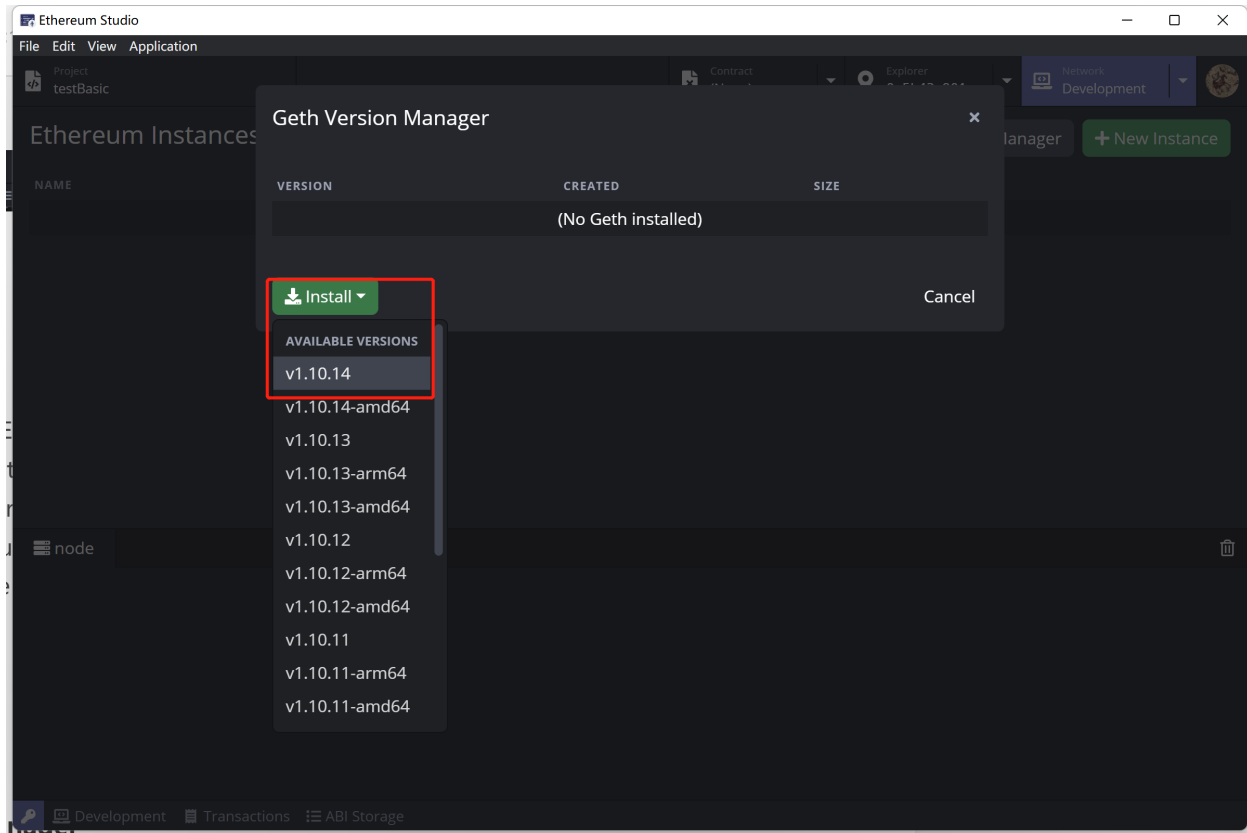 Ethereum Studio
File Edit View Application
Project
testBasic
Contract
Explorer
Network
Development
Geth Version Manager
Ethereum Instances
Manager
New Instance
NAME
VERSION CREATED SIZE
(No Geth installed)
Install
Cancel
AVAILABLE VERSIONS
v1.10.14
v1.10.14-amd64
v1.10.13
v1.10.13-arm64
v1.10.13-amd64
v1.10.12
v1.10.12-arm64
v1.10.12-amd64
v1.10.11
v1.10.11-arm64
v1.10.11-amd64
node
Development Transactions ABI Storage